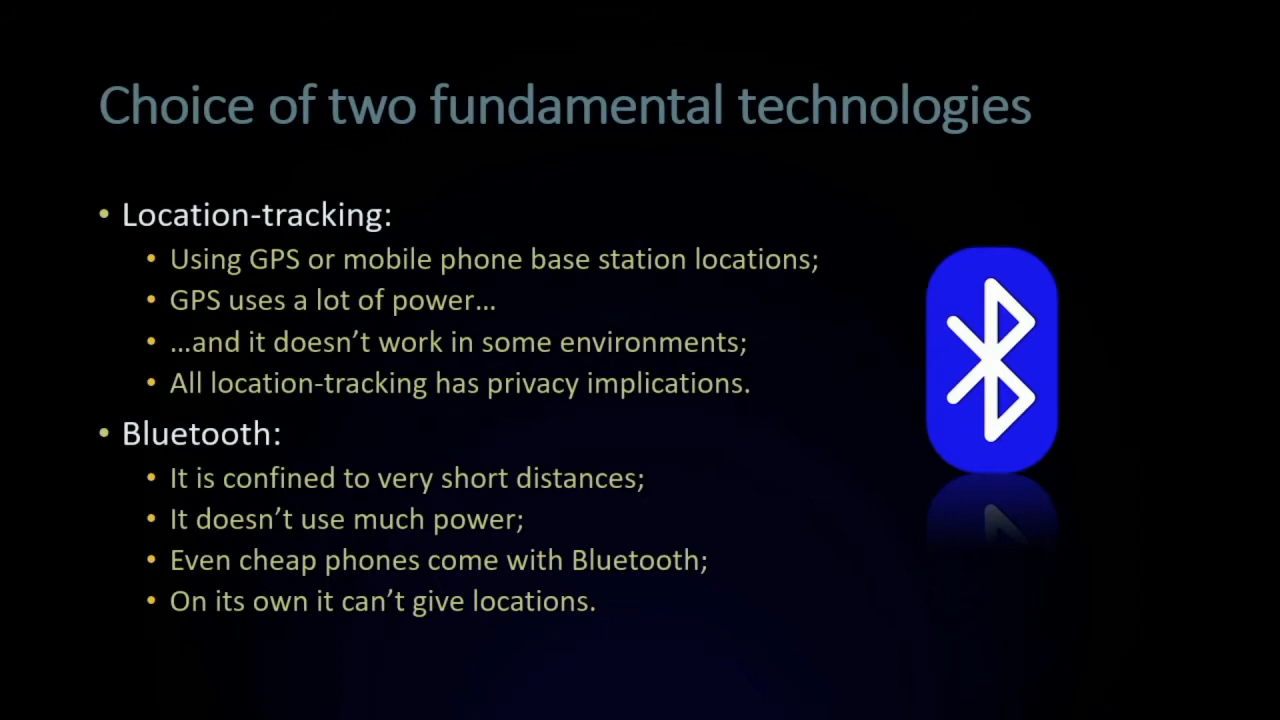 Choice of two fundamental technologies
• Location-tracking:
• Using GPS or mobile phone base station locations;
• GPS uses a lot of power…
• …and it doesn’t work in some environments;
• All location-tracking has privacy implications.
• Bluetooth:
• It is confined to very short distances;
• It doesn’t use much power;
• Even cheap phones come with Bluetooth;
• On its own it can’t give locations.